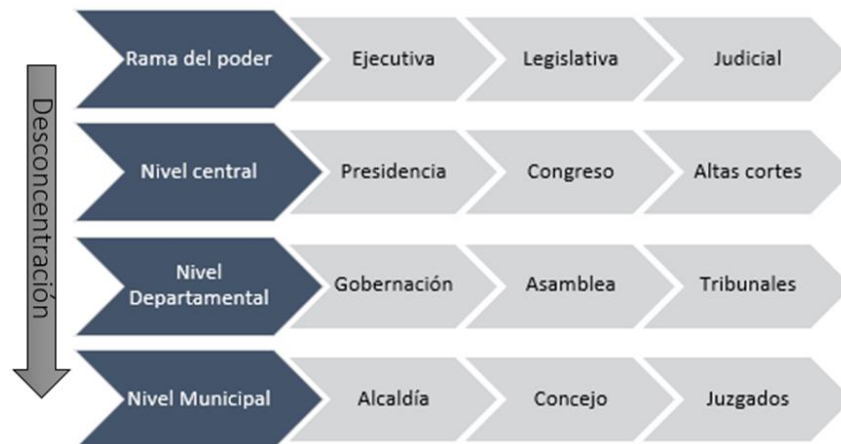 Desconcentración
Rama del poder
Ejecutiva
Legislativa
Judicial
Nivel central
Presidencia
Congreso
Altas cortes
Nivel
Departamental
Gobernación
Asamblea
Tribunales
Nivel Municipal
Alcaldía
Concejo
Juzgados